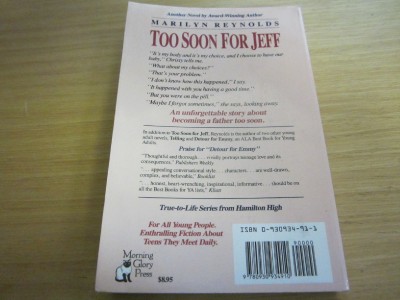 Another Novel by Award-Winning Author
MARILYN REYNOLDS
TOO SOON FOR JEFF
"It's my body and it's my choice, and I choose to have our
baby," Christy tells me.
"What about my choices?"
"That's your problem."
"I don't know how this happened," I say.
"It happened with you having a good time."
"But you were on the pill."
"Maybe I forgot sometimes," she says, looking away.
An unforgettable story about
becoming a father too soon.
In addition to Too Soon for Jeff, Reynolds is the author of two other young
adult novels, Telling and Detour for Emmy, an ALA Best Book for Young
Adults.
Praise for "Detour for Emmy"
"Thoughtful and thorough, . . . really portrays teenage love and its
consequences." Publishers Weekly
". . . appealing conversational style. . . characters. . . are well-drawn,
complex, and believable." Booklist
". . . honest, heart-wrenching, inspirational, informative. . . should be on
all the Best Books for YA lists." Kliatt
True-to-Life Series from Hamilton High
For All Young People.
Enthralling Fiction About
Teens They Meet Daily.
Morning
Glory
Press
$8.95
ISBN 0-930934-91-1
90000
9 780930 934910